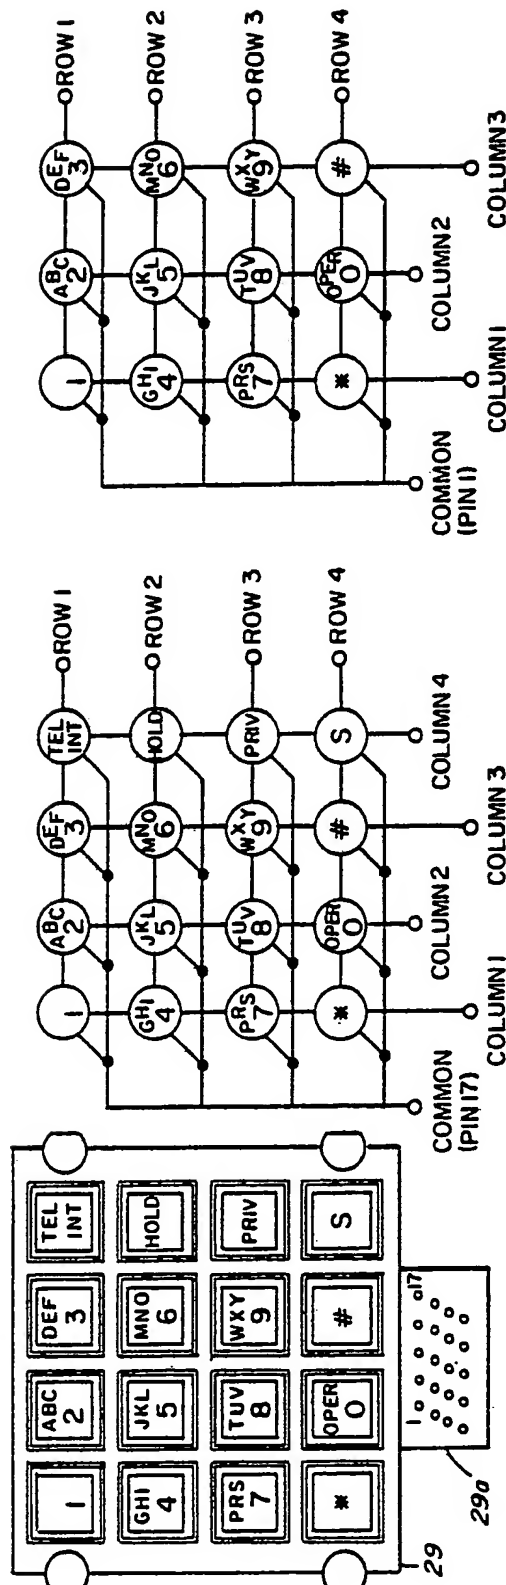 ABC DEF TEL
1 2 3 INT
GHI JKL MNO HOLD
4 5 6
PRS TUV WXY PRIV
7 8 9
OPER
* 0 # S
1 17
29 29a
ABC DEF TEL
1 2 3 INT ROW 1
GHI JKL MNO HOLD
4 5 6 ROW 2
PRS TUV WXY PRIV
7 8 9 ROW 3
OPER
* 0 # S ROW 4
COMMON
(PIN 17)
COLUMN 1
COLUMN 2
COLUMN 3
COLUMN 4
ABC DEF
1 2 3 ROW 1
GHI JKL MNO
4 5 6 ROW 2
PRS TUV WXY
7 8 9 ROW 3
OPER
* 0 # ROW 4
COMMON
(PIN 1)
COLUMN 1
COLUMN 2
COLUMN 3